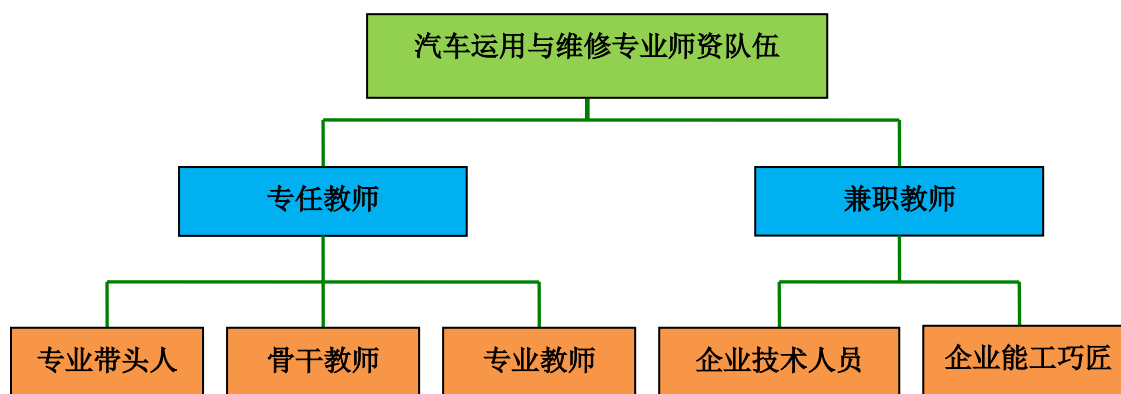 汽车运用与维修专业师资队伍
专任教师
兼职教师
专业带头人
骨干教师
专业教师
企业技术人员
企业能工巧匠